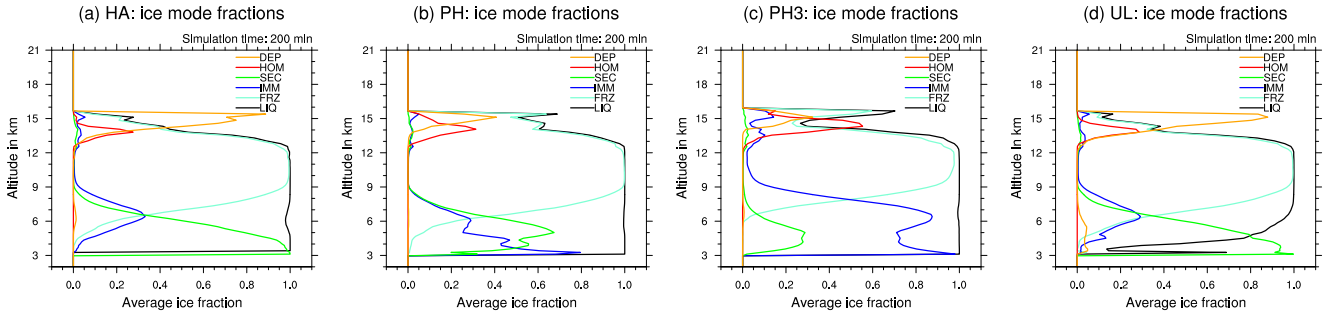 (a) HA: ice mode fractions
SImulation tIme: 200 mIn
21
18
15
12
9
6
3
AltItude In km
DEP
HOM
SEC
IMM
FRZ
LIQ
0.0 0.2 0.4 0.6 0.8 1.0
Average Ice fraction
(b) PH: ice mode fractions
SImulation tIme: 200 mIn
21
18
15
12
9
6
3
AltItude In km
DEP
HOM
SEC
IMM
FRZ
LIQ
0.0 0.2 0.4 0.6 0.8 1.0
Average Ice fraction
(c) PH3: ice mode fractions
SImulation tIme: 200 mIn
21
18
15
12
9
6
3
AltItude In km
DEP
HOM
SEC
IMM
FRZ
LIQ
0.0 0.2 0.4 0.6 0.8 1.0
Average Ice fraction
(d) UL: ice mode fractions
SImulation tIme: 200 mIn
21
18
15
12
9
6
3
AltItude In km
DEP
HOM
SEC
IMM
FRZ
LIQ
0.0 0.2 0.4 0.6 0.8 1.0
Average Ice fraction